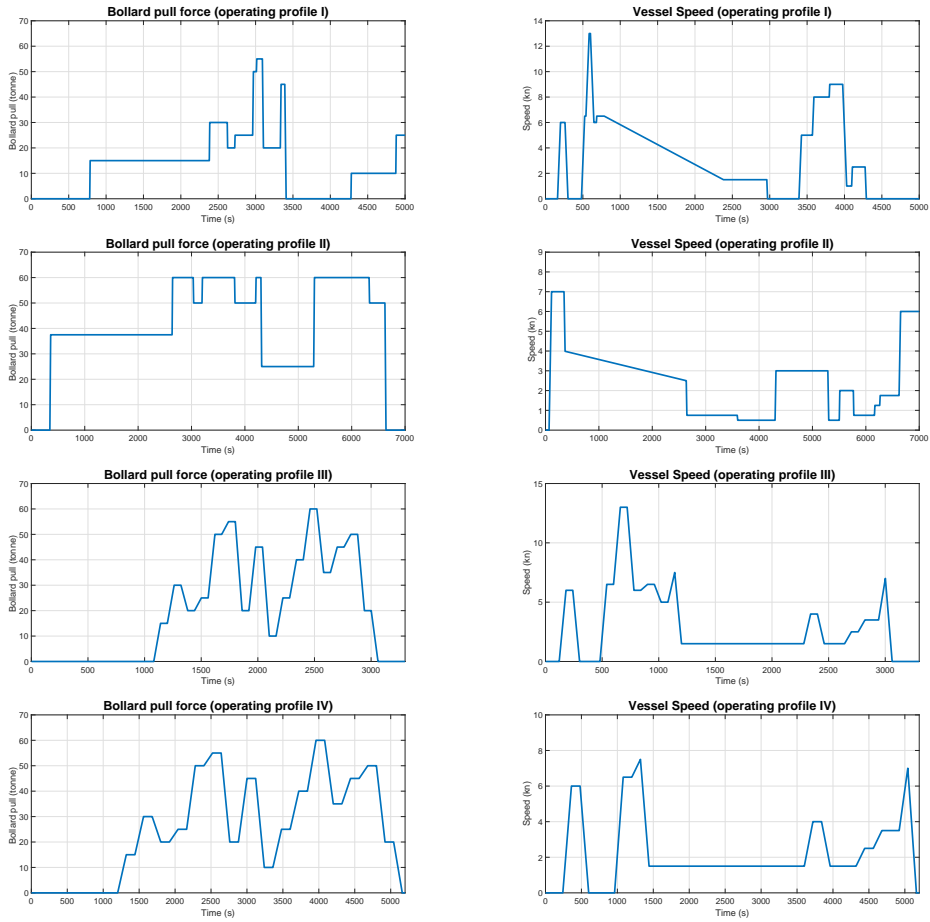 Bollard pull force (operating profile I)
70
60
50
40
30
20
10
0
Bollard pull (tonne)
0 500 1000 1500 2000 2500 3000 3500 4000 4500 5000
Time (s)
Vessel Speed (operating profile I)
14
12
10
8
6
4
2
0
Speed (kn)
0 500 1000 1500 2000 2500 3000 3500 4000 4500 5000
Time (s)
Bollard pull force (operating profile II)
70
60
50
40
30
20
10
0
Bollard pull (tonne)
0 1000 2000 3000 4000 5000 6000 7000
Time (s)
Vessel Speed (operating profile II)
9
8
7
6
5
4
3
2
1
0
Speed (kn)
0 1000 2000 3000 4000 5000 6000 7000
Time (s)
Bollard pull force (operating profile III)
70
60
50
40
30
20
10
0
Bollard pull (tonne)
0 500 1000 1500 2000 2500 3000
Time (s)
Vessel Speed (operating profile III)
15
10
5
0
Speed (kn)
0 500 1000 1500 2000 2500 3000
Time (s)
Bollard pull force (operating profile IV)
70
60
50
40
30
20
10
0
Bollard pull (tonne)
0 500 1000 1500 2000 2500 3000 3500 4000 4500 5000
Time (s)
Vessel Speed (operating profile IV)
10
8
6
4
2
0
Speed (kn)
0 500 1000 1500 2000 2500 3000 3500 4000 4500 5000
Time (s)